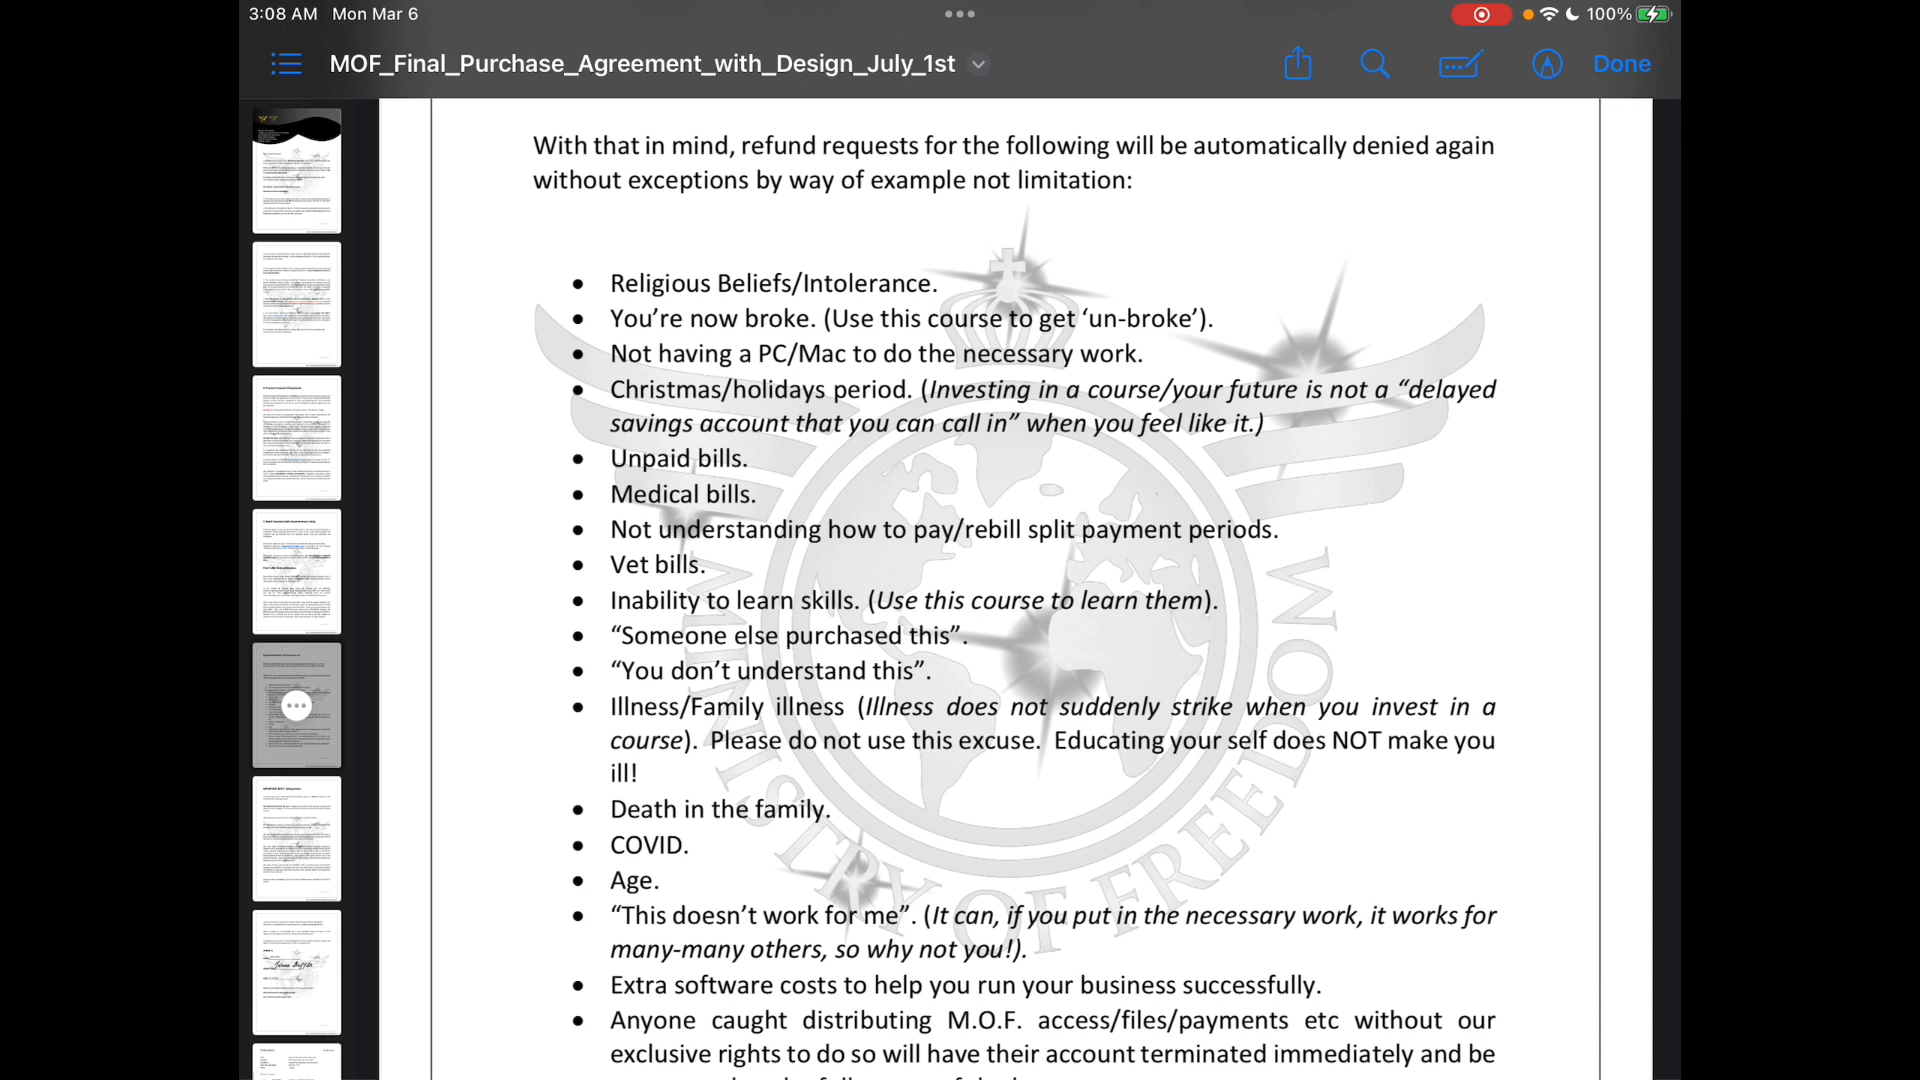 3:08 AM Mon Mar 6
100%
MOF_Final_Purchase_Agreement_with_Design_July_1st
Done
With that in mind, refund requests for the following will be automatically denied again
without exceptions by way of example not limitation:
• Religious Beliefs/Intolerance.
• You’re now broke. (Use this course to get ‘un-broke’).
• Not having a PC/Mac to do the necessary work.
• Christmas/holidays period. (Investing in a course/your future is not a “delayed
savings account that you can call in” when you feel like it.)
• Unpaid bills.
• Medical bills.
• Not understanding how to pay/rebill split payment periods.
• Vet bills.
• Inability to learn skills. (Use this course to learn them).
• “Someone else purchased this”.
• “You don’t understand this”.
• Illness/Family illness (Illness does not suddenly strike when you invest in a
course). Please do not use this excuse. Educating your self does NOT make you
ill!
• Death in the family.
• COVID.
• Age.
• “This doesn’t work for me”. (It can, if you put in the necessary work, it works for
many-many others, so why not you!).
• Extra software costs to help you run your business successfully.
• Anyone caught distributing M.O.F. access/files/payments etc without our
exclusive rights to do so will have their account terminated immediately and be
MINISTRY OF FREEDOM